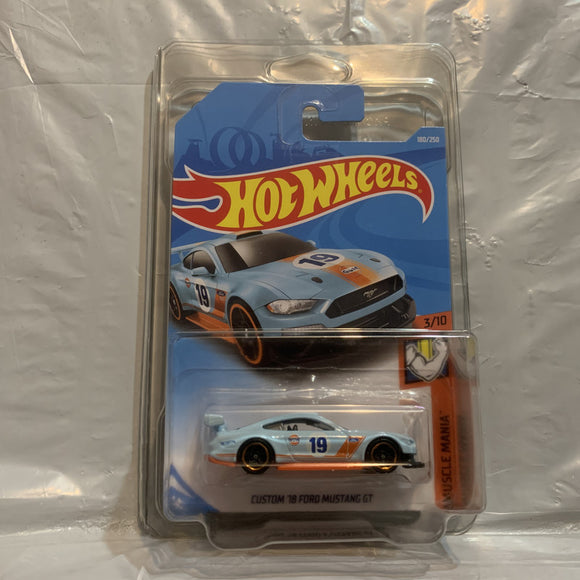 180/250
HOT WHEELS
19
19
3/10
MUSCLE MANIA
19
CUSTOM '18 FORD MUSTANG GT